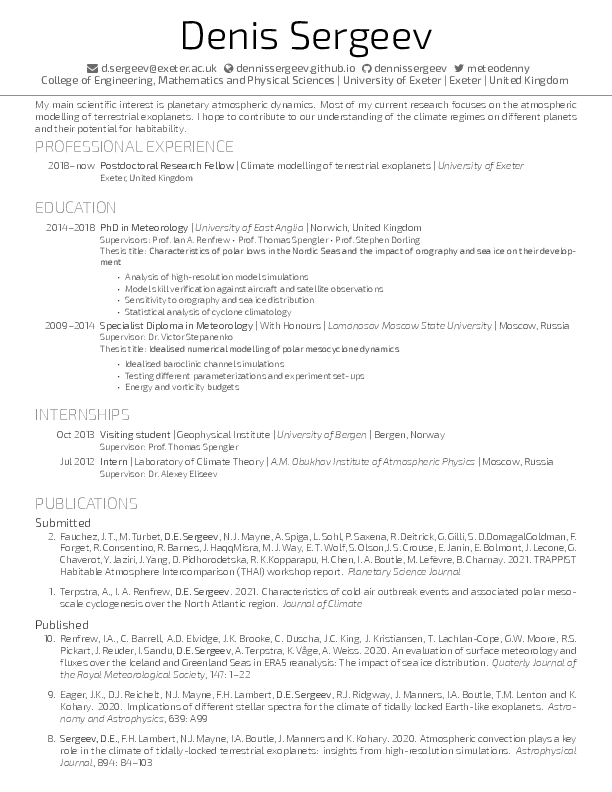 Denis Sergeev
d.sergeev@exeter.ac.uk dennissergeev.github.io dennissergeev meteodenny
College of Engineering, Mathematics and Physical Sciences | University of Exeter | Exeter | United Kingdom
My main scientific interest is planetary atmospheric dynamics. Most of my current research focuses on the atmospheric
modelling of terrestrial exoplanets. I hope to contribute to our understanding of the climate regimes on different planets
and their potential for habitability.
PROFESSIONAL EXPERIENCE
2018–now Postdoctoral Research Fellow | Climate modelling of terrestrial exoplanets | University of Exeter
Exeter, United Kingdom
EDUCATION
2014–2018 PhD in Meteorology | University of East Anglia | Norwich, United Kingdom
Supervisors: Prof. Ian A. Renfrew • Prof. Thomas Spengler • Prof. Stephen Dorling
Thesis title: Characteristics of polar lows in the Nordic Seas and the impact of orography and sea ice on their develop-
ment
• Analysis of high-resolution model simulations
• Model skill verification against aircraft and satellite observations
• Sensitivity to orography and sea ice distribution
• Statistical analysis of cyclone climatology
2009–2014 Specialist Diploma in Meteorology | With Honours | Lomonosov Moscow State University | Moscow, Russia
Supervisor: Dr. Victor Stepanenko
Thesis title: Idealised numerical modelling of polar mesocyclone dynamics
• Idealised baroclinic channel simulations
• Testing different parameterizations and experiment set-ups
• Energy and vorticity budgets
INTERNSHIPS
Oct 2013 Visiting student | Geophysical Institute | University of Bergen | Bergen, Norway
Supervisor: Prof. Thomas Spengler
Jul 2012 Intern | Laboratory of Climate Theory | A.M. Obukhov Institute of Atmospheric Physics | Moscow, Russia
Supervisor: Dr. Alexey Eliseev
PUBLICATIONS
Submitted
2. Fauchez, J.T., M. Turbet, D.E. Sergeev, N.J. Mayne, A. Spiga, L. Sohl, P. Saxena, R. Deitrick, G. Gilli, S. D. DomagalGoldman, F.
Forget, R. Consentino, R. Barnes, J. HaqqMisra, M. J. Way, E. T. Wolf, S. Olson, J. S. Crouse, E. Janin, E. Bolmont, J. Lecone, G.
Chaverot, Y. Jaziri, J. Yang, D. Pidhorodetska, R. K. Kopparapu, H. Chen, I. A. Boutle, M. Lefèvre, B. Charnay. 2021. TRAPPIST
Habitable Atmosphere Intercomparison (THAI) workshop report. Planetary Science Journal
1. Terpstra, A., I. A. Renfrew, D.E. Sergeev. 2021. Characteristics of cold air outbreak events and associated polar meso-
scale cyclogenesis over the North Atlantic region. Journal of Climate
Published
10. Renfrew, I.A., C. Barrell, A.D. Elvidge, J.K. Brooke, C. Duscha, J.C. King, J. Kristiansen, T. Lachlan-Cope, G.W. Moore, R.S.
Pickart, J. Reuder, I. Sandu, D.E. Sergeev, A. Terpstra, K. Våge, A. Weiss. 2020. An evaluation of surface meteorology and
fluxes over the Iceland and Greenland Seas in ERA5 reanalysis: The impact of sea ice distribution. Quaterly Journal of
the Royal Meteorological Society, 147: 1–22
9. Eager, J.K., D.J. Reichelt, N.J. Mayne, F.H. Lambert, D.E. Sergeev, R.J. Ridgway, J. Manners, I.A. Boutle, T.M. Lenton and K.
Kohary. 2020. Implications of different stellar spectra for the climate of tidally locked Earth-like exoplanets. Astro-
nomy and Astrophysics, 639: A99
8. Sergeev, D.E., F.H. Lambert, N.J. Mayne, I.A. Boutle, J. Manners and K. Kohary. 2020. Atmospheric convection plays a key
role in the climate of tidally-locked terrestrial exoplanets: insights from high-resolution simulations. Astrophysical
Journal, 894: 84–103